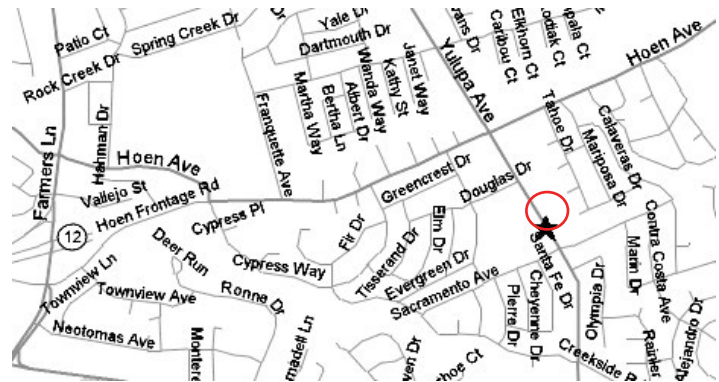 Patio Ct
Spring Creek Dr
Rock Creek Dr
Yale Dr
Dartmouth Dr
Yulupa Ave
Elkhorn Ct
Caribou Ct
Kodiak Ct
Hoen Ave
Farmers Ln
Hahman Dr
Hoen Ave
Franquette Ave
Martha Way
Bertha Ln
Albert Dr
Wanda Way
Kathy St
Janet Way
Tahoe Dr
Mariposa Dr
Calaveras Dr
Vallejo St
Hoen Frontage Rd
Cypress Pl
Greencrest Dr
Douglas Dr
12
Deer Run
Cypress Way
Fir Dr
Tisserand Dr
Elm Dr
Evergreen Dr
Sacramento Ave
Santa Fe Dr
Cheyenne Dr
Pierre Dr
Olympia Dr
Marin Dr
Contra Costa Ave
Townview Ln
Townview Ave
Ronne Dr
Neotomas Ave
Creekside
Rainier
Alejandro Dr